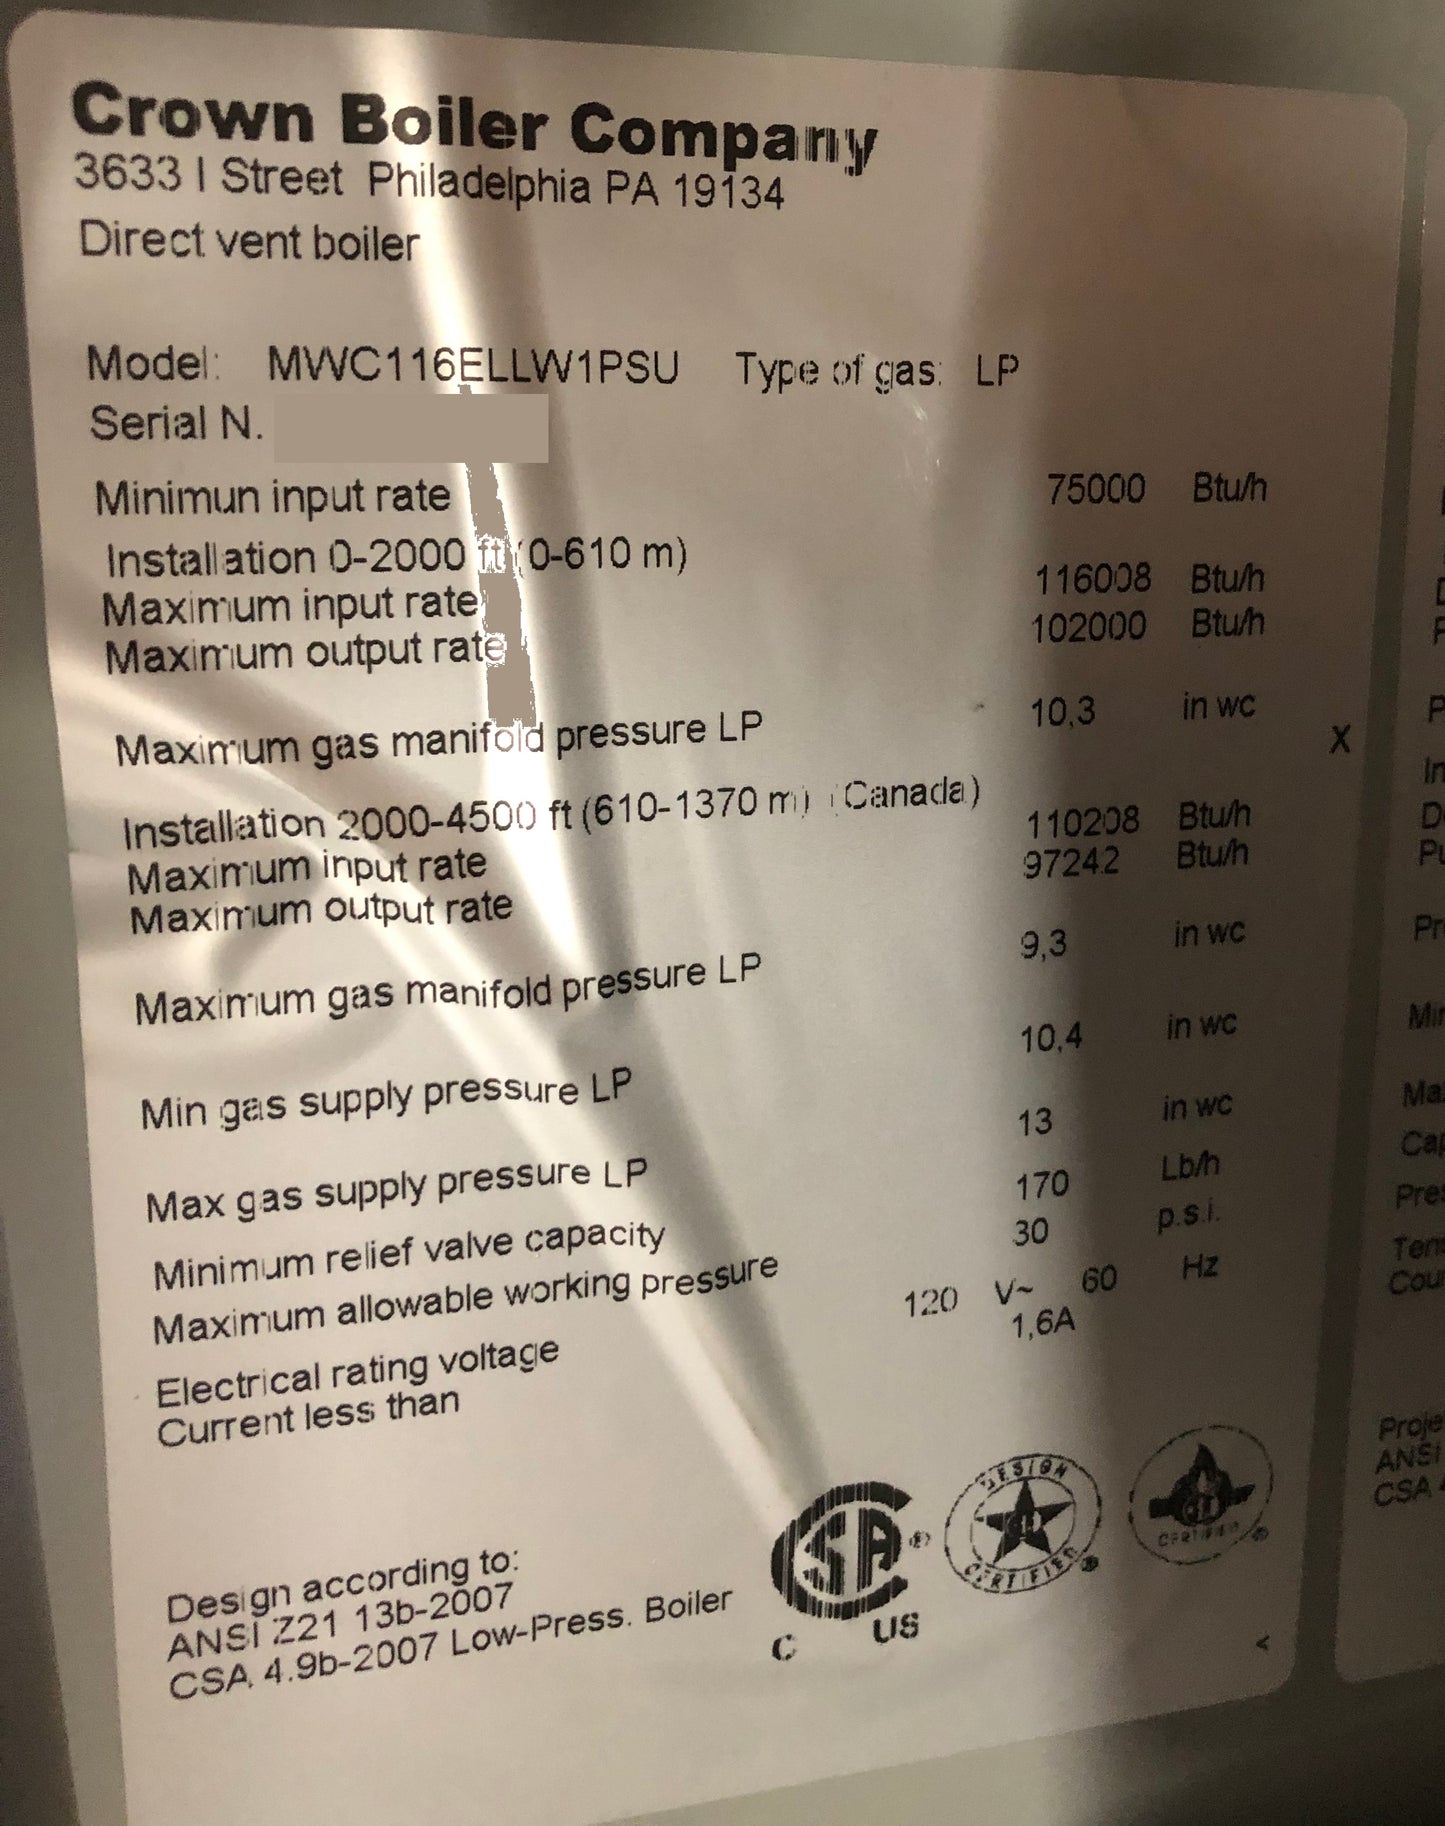 Crown Boiler Company
3633 I Street Philadelphia PA 19134
Direct vent boiler
Model: MWC116ELLW1PSU Type of gas: LP
Serial N.
Minimun input rate 75000 Btu/h
Installation 0-2000 ft (0-610 m)
Maximum input rate 116008 Btu/h
Maximum output rate 102000 Btu/h
Maximum gas manifold pressure LP 10,3 in wc
X
Installation 2000-4500 ft (610-1370 m) (Canada)
Maximum input rate 110208 Btu/h
Maximum output rate 97242 Btu/h
Maximum gas manifold pressure LP 9,3 in wc
Min gas supply pressure LP 10,4 in wc
Max gas supply pressure LP 13 in wc
Minimum relief valve capacity 170 Lb/h
Maximum allowable working pressure 30 p.s.i.
Electrical rating voltage 120 V~ 60 Hz
Current less than 1,6A
Design according to:
ANSI Z21 13b-2007
CSA 4.9b-2007 Low-Press. Boiler
CSA ®
C US
DESIGN CERTIFIED ®
CERTIFIED ®
<
Proje
ANSI
CSA 4